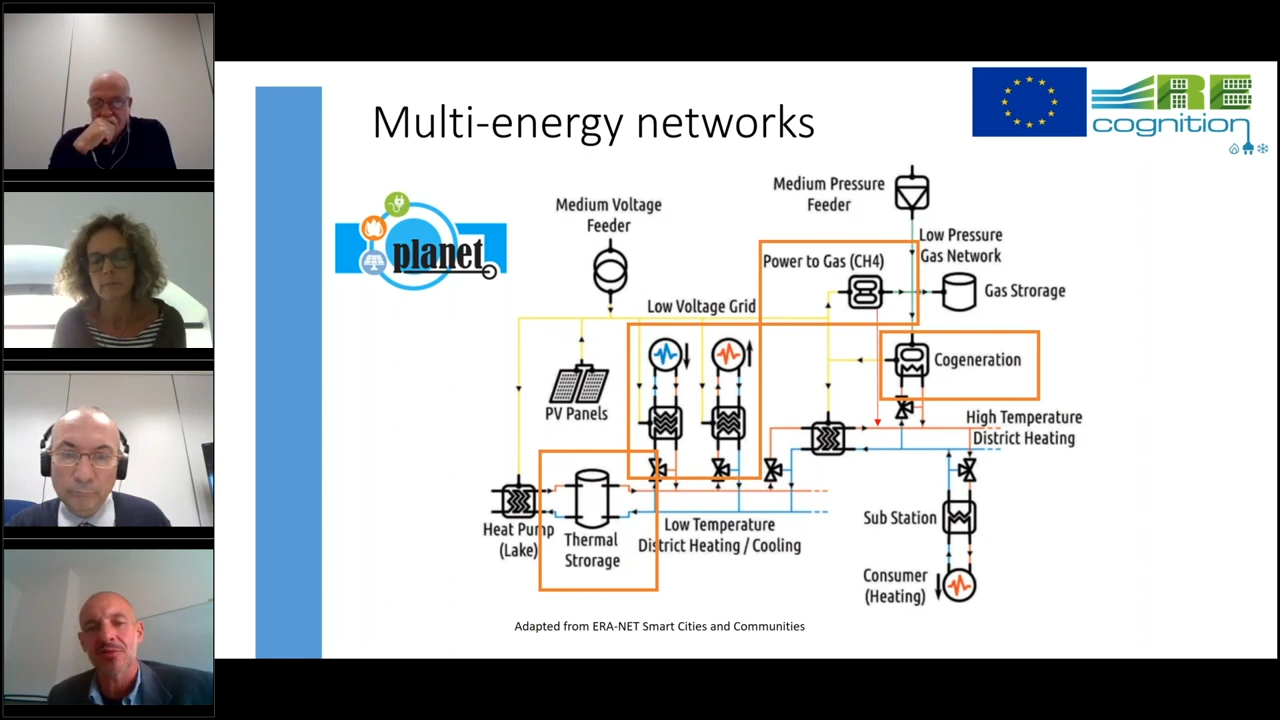 Multi-energy networks
RE
cognition
planet
Medium Voltage
Feeder
Medium Pressure
Feeder
Low Pressure
Gas Network
Power to Gas (CH4)
Gas Strorage
Low Voltage Grid
Cogeneration
PV Panels
High Temperature
District Heating
Heat Pump
(Lake)
Thermal
Strorage
Low Temperature
District Heating / Cooling
Sub Station
Consumer
(Heating)
Adapted from ERA-NET Smart Cities and Communities